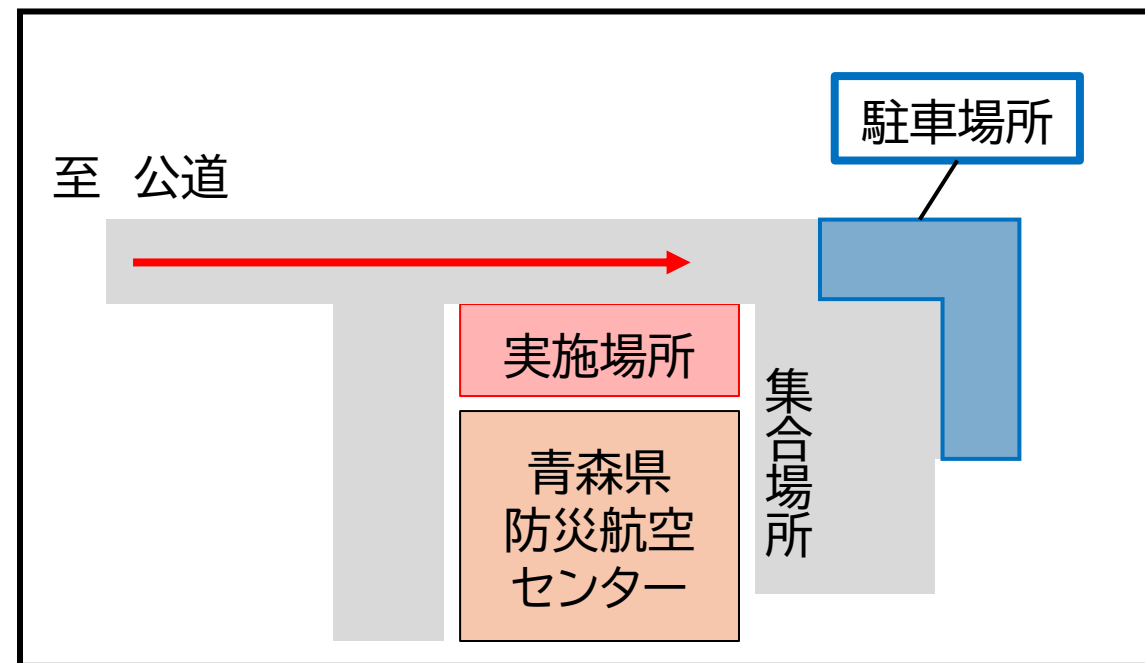 駐車場所
至 公道
実施場所
集合場所
青森県
防災航空
センター